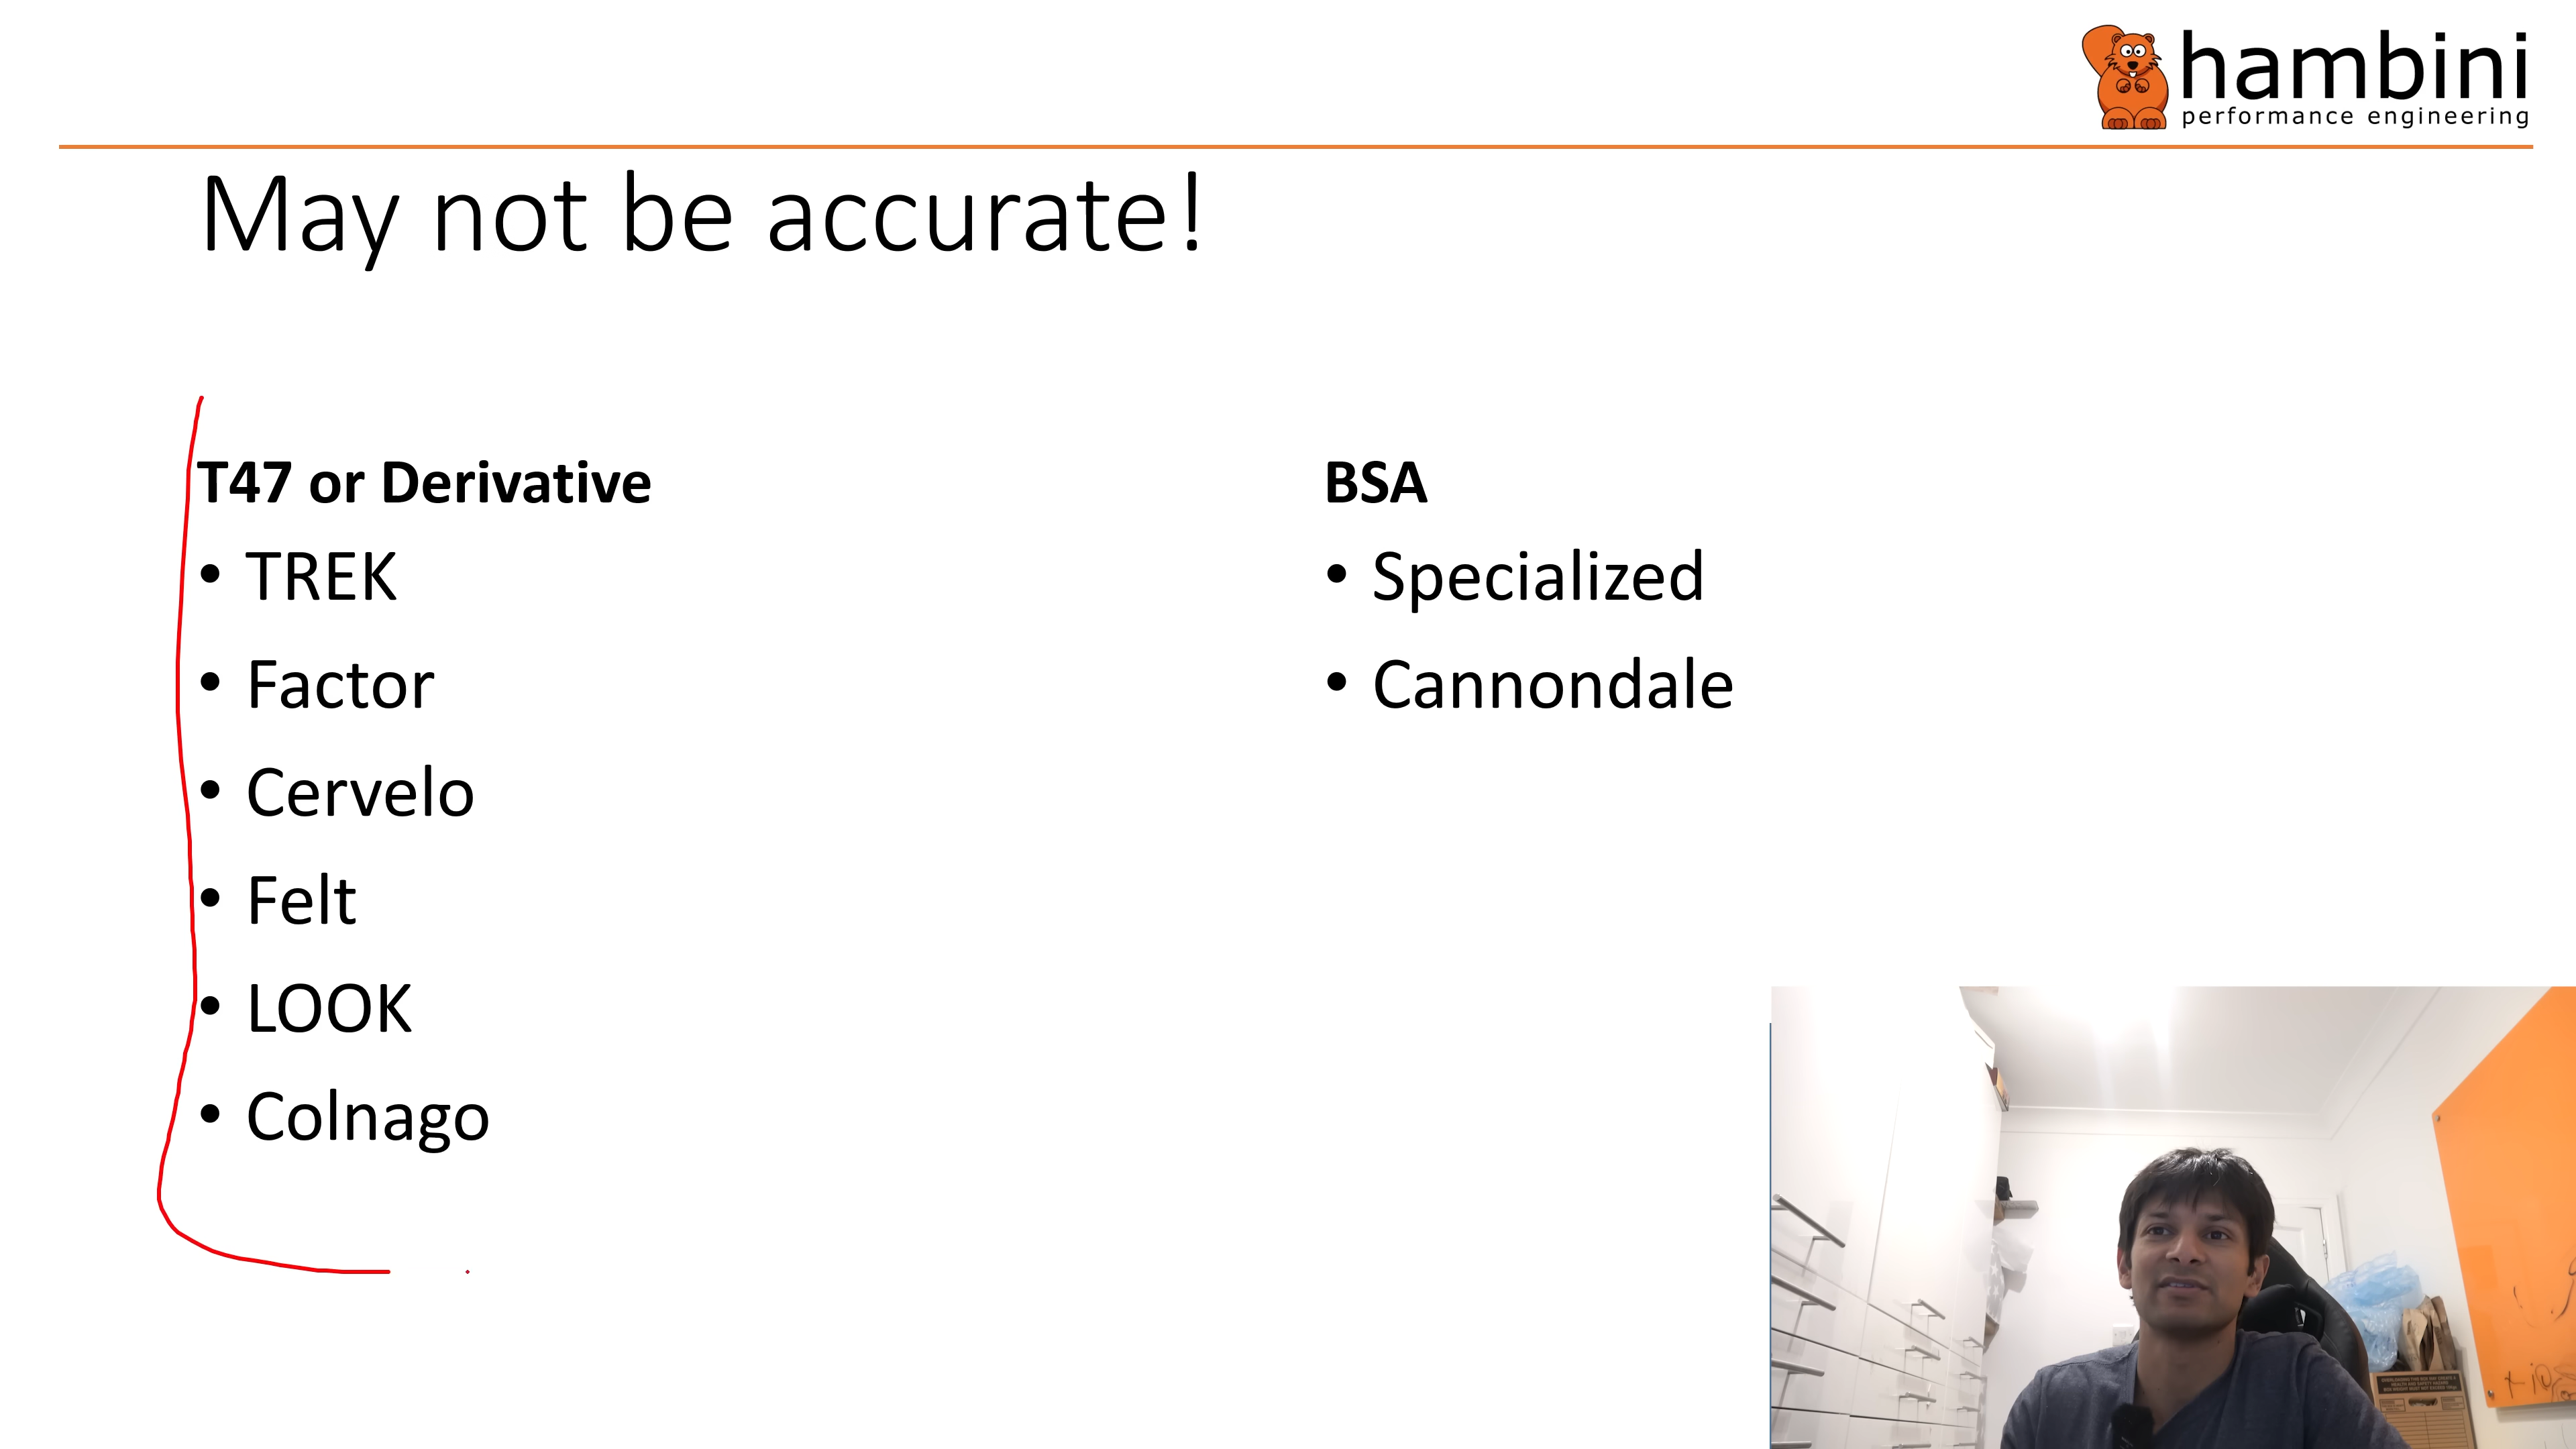 hambini
performance engineering
May not be accurate!
T47 or Derivative
• TREK
• Factor
• Cervelo
• Felt
• LOOK
• Colnago
BSA
• Specialized
• Cannondale